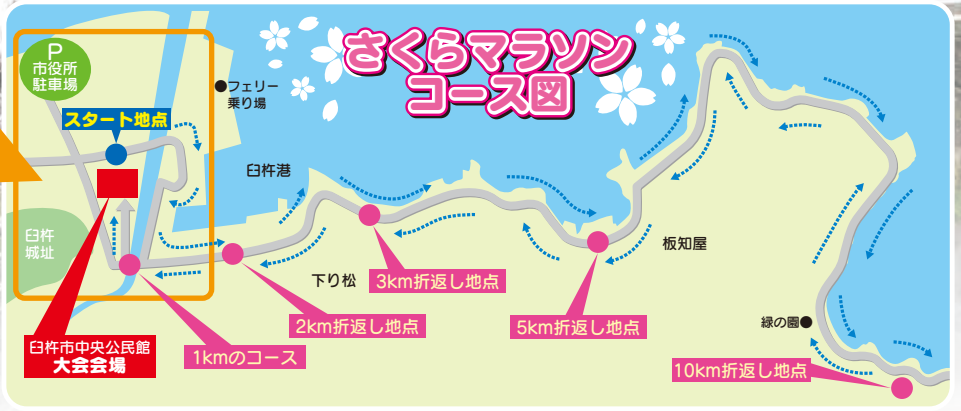 さくらマラソン
コース図
P
市役所
駐車場
フェリー
乗り場
スタート地点
臼杵港
臼杵
城址
下り松
板知屋
3km折返し地点
2km折返し地点
5km折返し地点
緑の園
臼杵市中央公民館
大会会場
1kmのコース
10km折返し地点